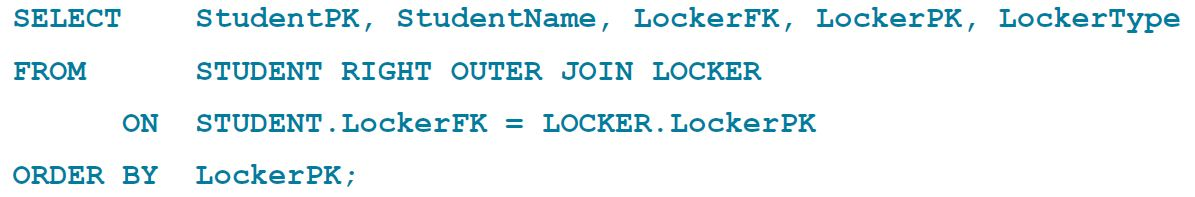 SELECT StudentPK, StudentName, LockerFK, LockerPK, LockerType
FROM STUDENT RIGHT OUTER JOIN LOCKER
ON STUDENT.LockerFK = LOCKER.LockerPK
ORDER BY LockerPK;